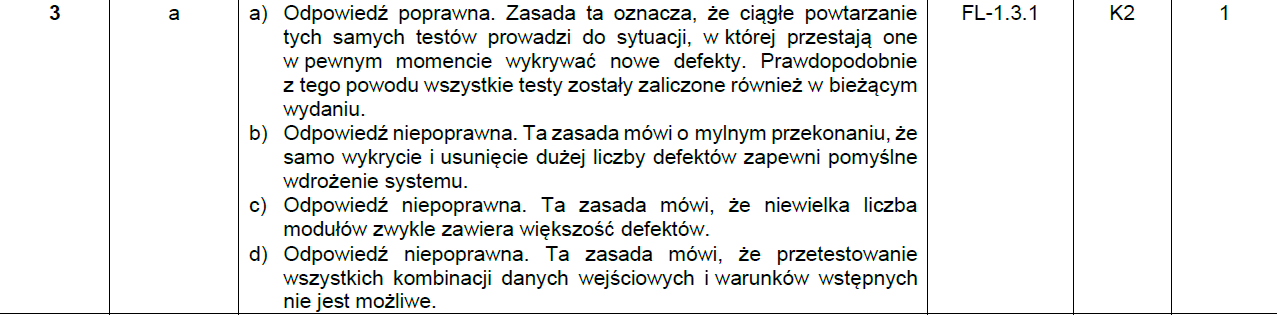 3 a a) Odpowiedź poprawna. Zasada ta oznacza, że ciągłe powtarzanie FL-1.3.1 K2 1
tych samych testów prowadzi do sytuacji, w której przestają one
w pewnym momencie wykrywać nowe defekty. Prawdopodobnie
z tego powodu wszystkie testy zostały zaliczone również w bieżącym
wydaniu.
b) Odpowiedź niepoprawna. Ta zasada mówi o mylnym przekonaniu, że
samo wykrycie i usunięcie dużej liczby defektów zapewni pomyślne
wdrożenie systemu.
c) Odpowiedź niepoprawna. Ta zasada mówi, że niewielka liczba
modułów zwykle zawiera większość defektów.
d) Odpowiedź niepoprawna. Ta zasada mówi, że przetestowanie
wszystkich kombinacji danych wejściowych i warunków wstępnych
nie jest możliwe.